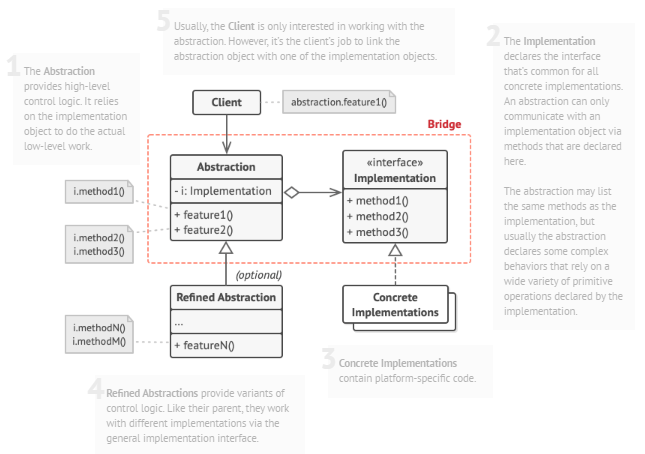 5
Usually, the Client is only interested in working with the
abstraction. However, it's the client's job to link the
abstraction object with one of the implementation objects.
1
The Abstraction
provides high-level
control logic. It relies
on the implementation
object to do the actual
low-level work.
2
The Implementation
declares the interface
that's common for all
concrete implementations.
An abstraction can only
communicate with an
implementation object via
methods that are declared
here.
The abstraction may list
the same methods as the
implementation, but
usually the abstraction
declares some complex
behaviors that rely on a
wide variety of primitive
operations declared by the
implementation.
Client
abstraction.feature1()
Bridge
Abstraction
- i: Implementation
+ feature1()
+ feature2()
«interface»
Implementation
+ method1()
+ method2()
+ method3()
i.method1()
i.method2()
i.method3()
(optional)
Refined Abstraction
...
+ featureN()
Concrete
Implementations
i.methodN()
i.methodM()
3
Concrete Implementations
contain platform-specific code.
4
Refined Abstractions provide variants of
control logic. Like their parent, they work
with different implementations via the
general implementation interface.